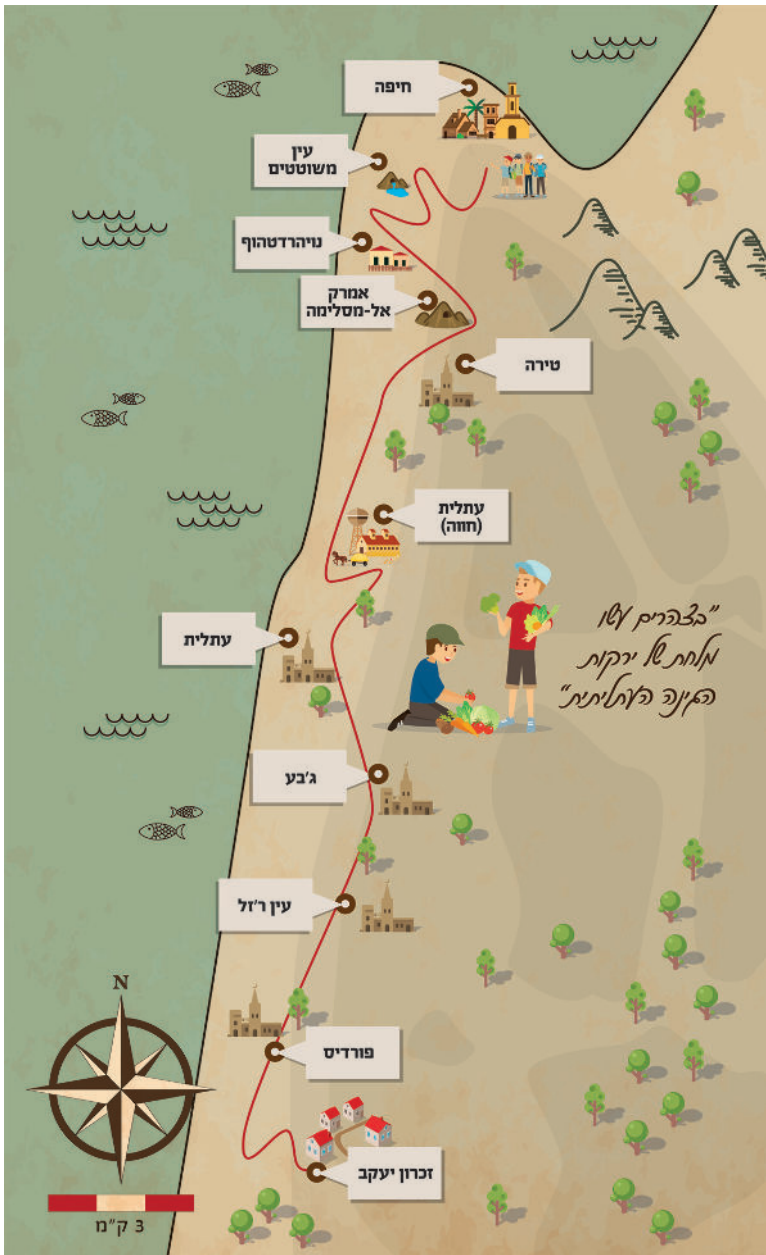 חיפה
עין
משוטטים
נויהרדטהוף
אמרק
אל-מסלימה
טירה
עתלית
(חווה)
"בצהרים עשו
מלחת של ירקות
הגינה העתליתית"
עתלית
ג'בע
עין ר'זל
N
פורדיס
זכרון יעקב
3 ק"מ